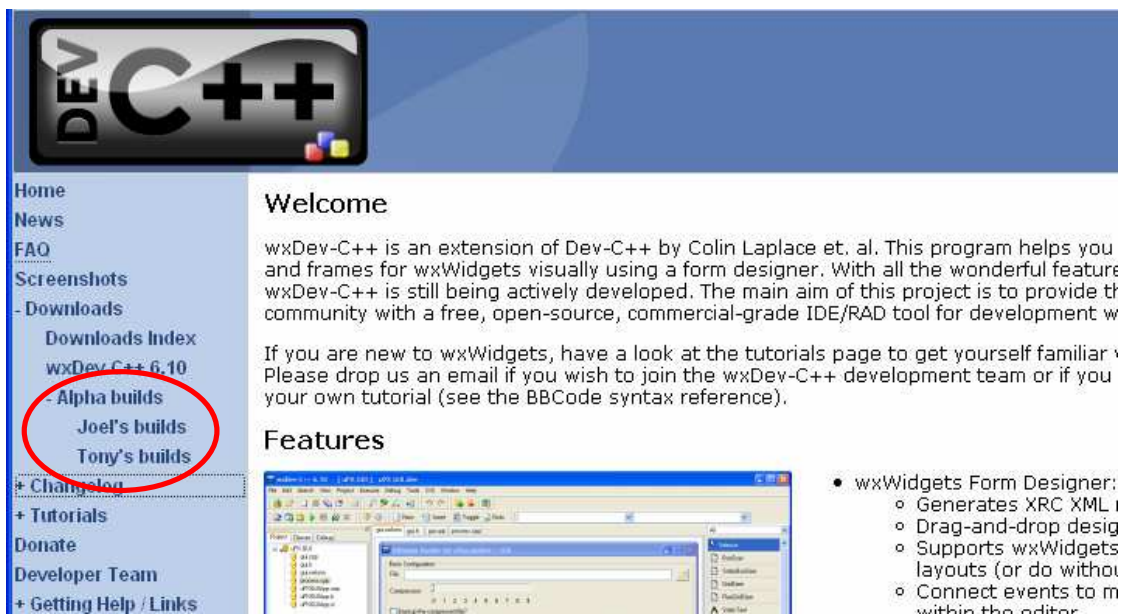 DEV C++
Home
News
FAQ
Screenshots
- Downloads
Downloads Index
wxDev C++ 6.10
- Alpha builds
Joel's builds
Tony's builds
+ Changelog
+ Tutorials
Donate
Developer Team
+ Getting Help / Links
Welcome
wxDev-C++ is an extension of Dev-C++ by Colin Laplace et. al. This program helps you
and frames for wxWidgets visually using a form designer. With all the wonderful feature
wxDev-C++ is still being actively developed. The main aim of this project is to provide th
community with a free, open-source, commercial-grade IDE/RAD tool for development w
If you are new to wxWidgets, have a look at the tutorials page to get yourself familiar
Please drop us an email if you wish to join the wxDev-C++ development team or if you
your own tutorial (see the BBCode syntax reference).
Features
• wxWidgets Form Designer:
◦ Generates XRC XML
◦ Drag-and-drop desig
◦ Supports wxWidgets
layouts (or do withou
◦ Connect events to m
within the editor